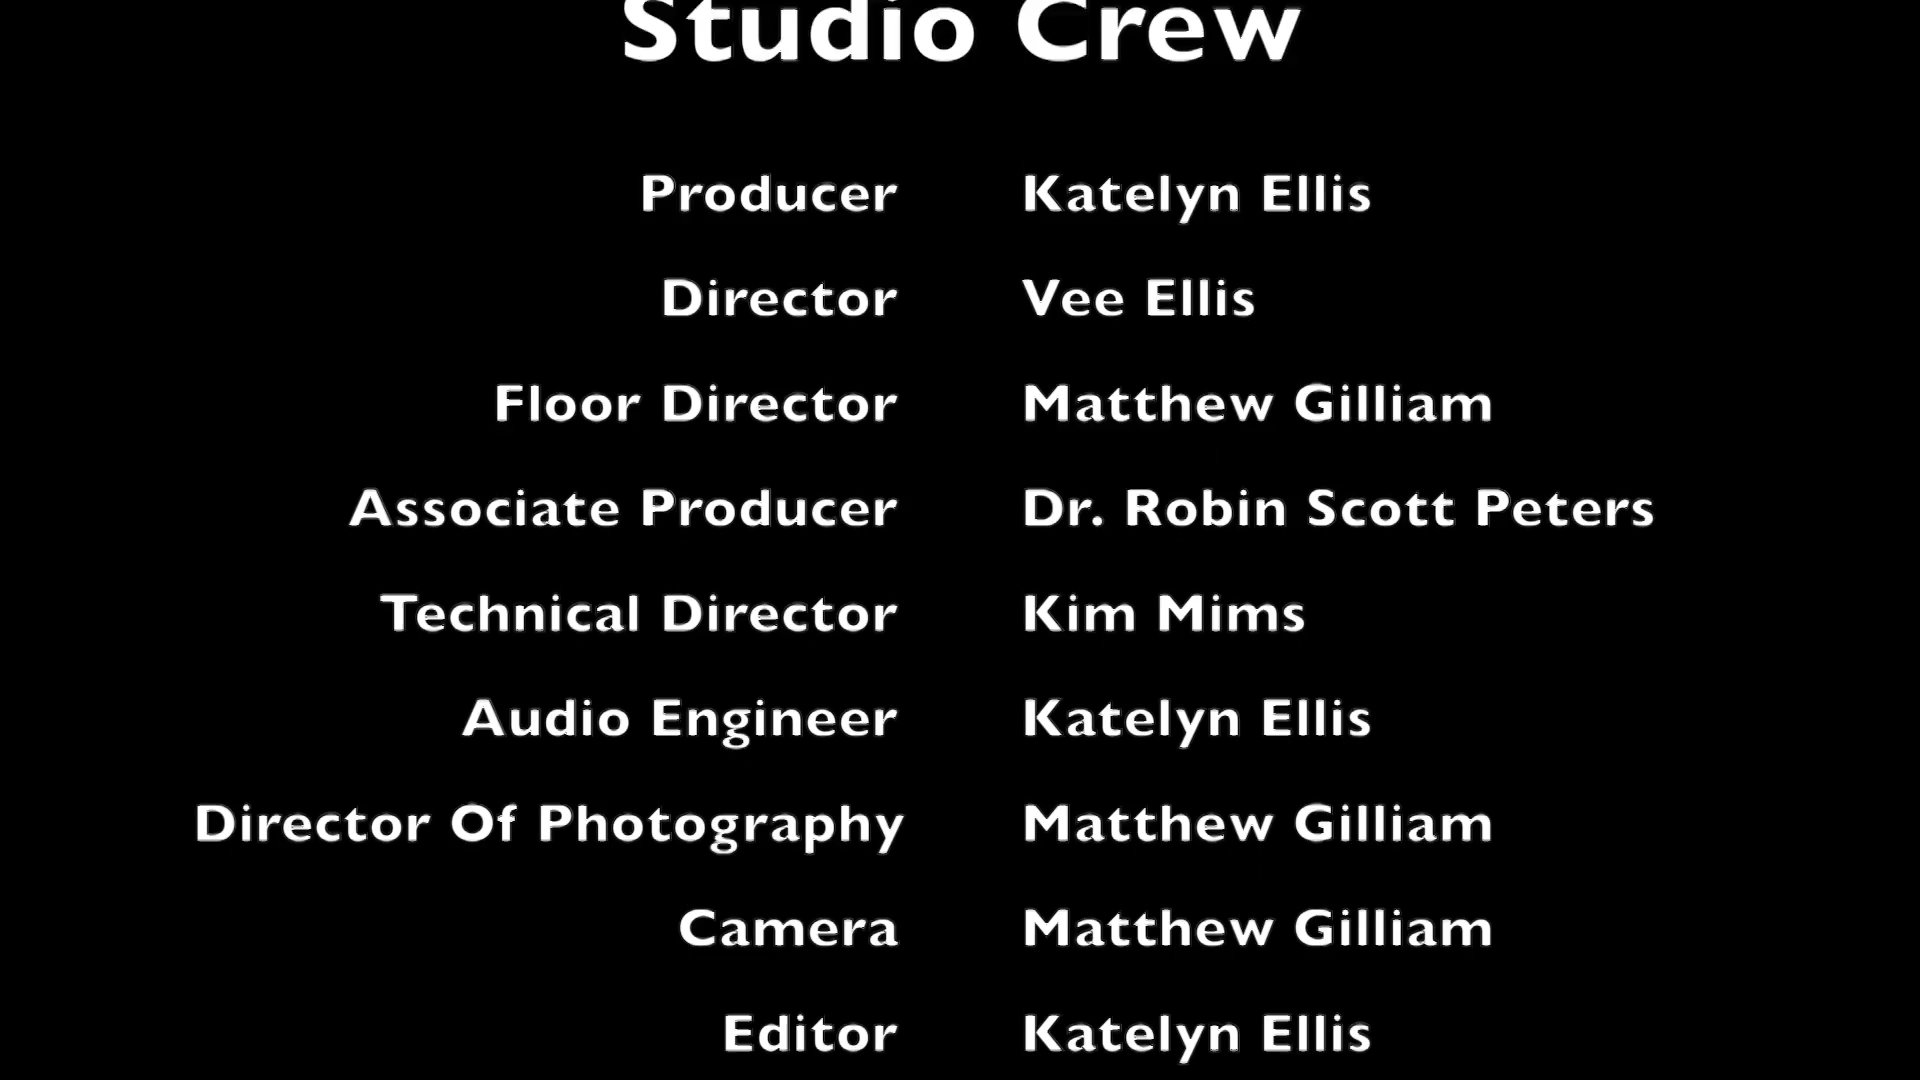 Studio Crew
Producer Katelyn Ellis
Director Vee Ellis
Floor Director Matthew Gilliam
Associate Producer Dr. Robin Scott Peters
Technical Director Kim Mims
Audio Engineer Katelyn Ellis
Director Of Photography Matthew Gilliam
Camera Matthew Gilliam
Editor Katelyn Ellis